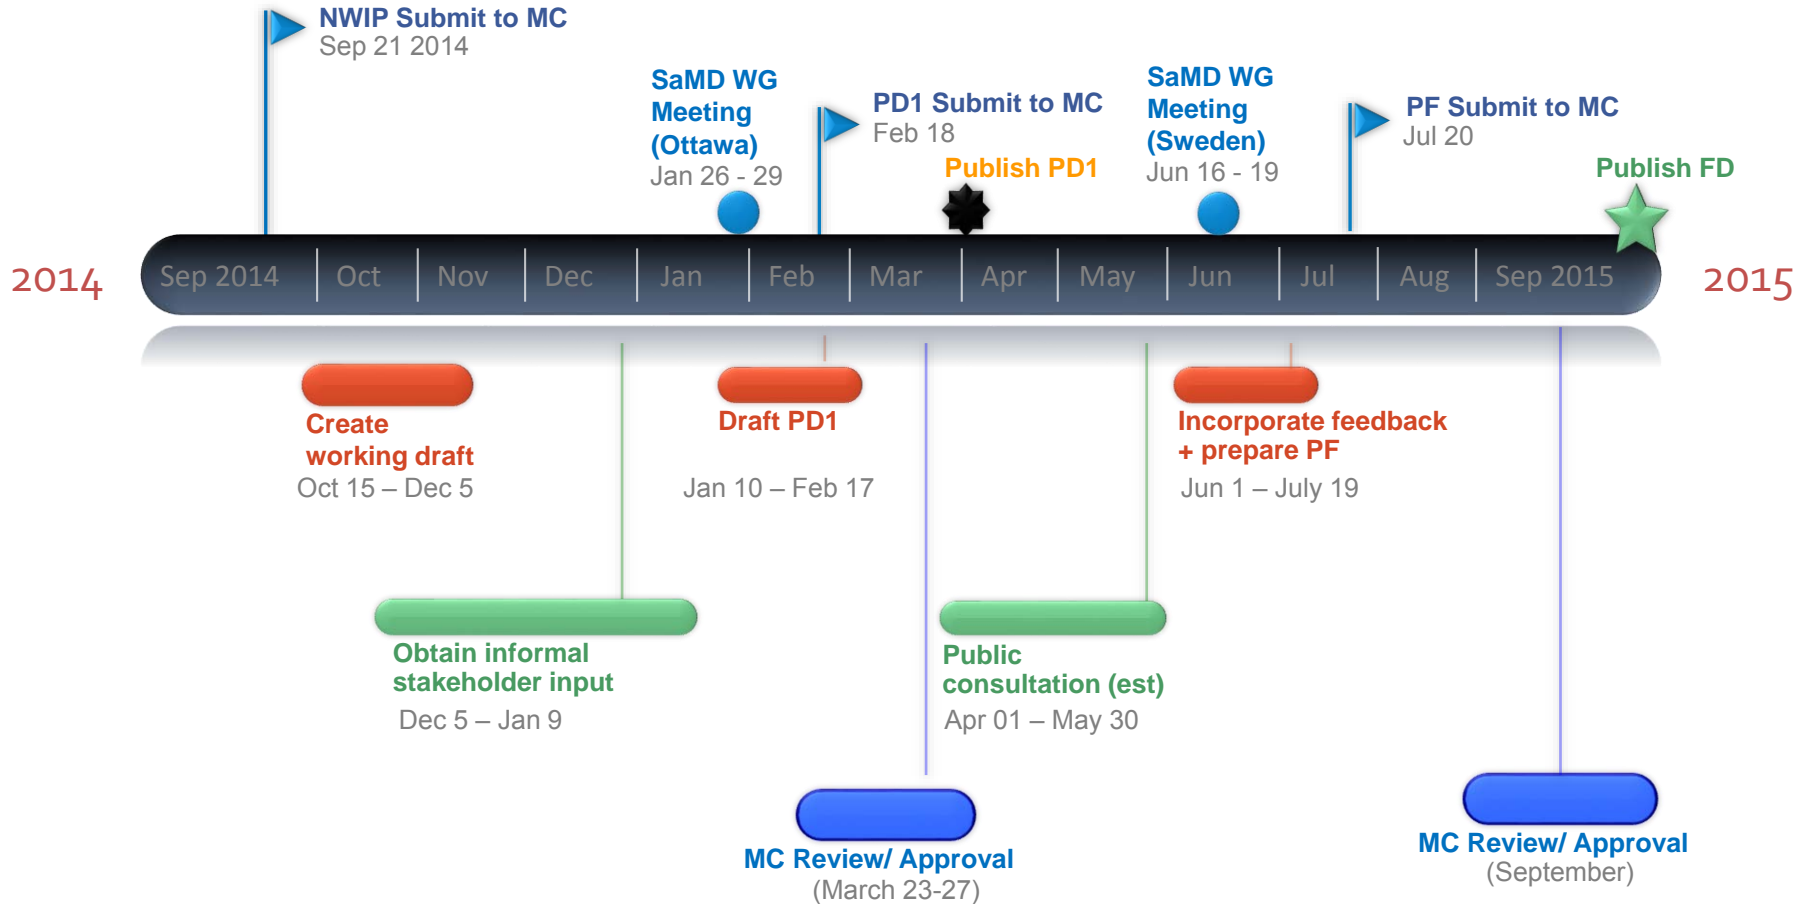 NWIP Submit to MC
Sep 21 2014
SaMD WG
Meeting
(Ottawa)
Jan 26 - 29
PD1 Submit to MC
Feb 18
Publish PD1
SaMD WG
Meeting
(Sweden)
Jun 16 - 19
PF Submit to MC
Jul 20
Publish FD
2014
Sep 2014
Oct
Nov
Dec
Jan
Feb
Mar
Apr
May
Jun
Jul
Aug
Sep 2015
2015
Create
working draft
Oct 15 – Dec 5
Draft PD1
Jan 10 – Feb 17
Incorporate feedback
+ prepare PF
Jun 1 – July 19
Obtain informal
stakeholder input
Dec 5 – Jan 9
Public
consultation (est)
Apr 01 – May 30
MC Review/ Approval
(March 23-27)
MC Review/ Approval
(September)